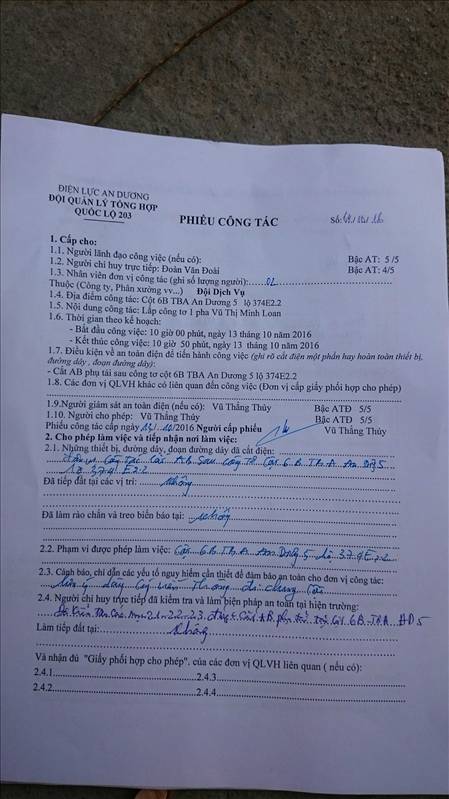 ĐIỆN LỰC AN DƯƠNG
ĐỘI QUẢN LÝ TỔNG HỢP
QUỐC LỘ 203
PHIẾU CÔNG TÁC
Số:
1. Cấp cho:
1.1. Người lãnh đạo công việc (nếu có): Bậc AT: 5 /5
1.2. Người chỉ huy trực tiếp: Đoàn Văn Đoài Bậc AT: 4/5
1.3. Nhân viên đơn vị công tác (ghi số lượng người):....02
Thuộc (Công ty, Phân xưởng vv...) Đội Dịch Vụ
1.4. Địa điểm công tác: Cột 6B TBA An Dương 5 lộ 374E2.2
1.5. Nội dung công tác: Lắp công tơ 1 pha Vũ Thị Minh Loan
1.6. Thời gian theo kế hoạch:
- Bắt đầu công việc: 10 giờ 00 phút, ngày 13 tháng 10 năm 2016
- Kết thúc công việc: 10 giờ 50 phút, ngày 13 tháng 10 năm 2016
1.7. Điều kiện về an toàn điện để tiến hành công việc (ghi rõ cắt điện một phần hay hoàn toàn thiết bị,
đường dây , đoạn đường dây):
- Cắt AB phụ tải sau công tơ cột 6B TBA An Dương 5 lộ 374E2.2
1.8. Các đơn vị QLVH khác có liên quan đến công việc (Đơn vị cấp giấy phối hợp cho phép)
1.9.Người giám sát an toàn điện (nếu có): Vũ Thăng Thủy Bậc ATĐ 5/5
1.10. Người cho phép: Vũ Thăng Thủy Bậc ATĐ 5/5
Phiếu công tác cấp ngày 13/ 10/2016 Người cấp phiếu Vũ Thăng Thủy
2. Cho phép làm việc và tiếp nhận nơi làm việc:
2.1. Những thiết bị, đường dây, đoạn đường dây đã cắt điện:
AB sau công tơ cột 6B TBA An 5
lộ 374 E2.2
Đã tiếp đất tại các vị trí: Không
Đã làm rào chắn và treo biển báo tại: Không
2.2. Phạm vi được phép làm việc: Cột 6B TBA An Dương 5 lộ 374E2.2
2.3. Cảnh báo, chỉ dẫn các yếu tố nguy hiểm cần thiết để đảm bảo an toàn cho đơn vị công tác:
dây
2.4. Người chỉ huy trực tiếp đã kiểm tra và làm biện pháp an toàn tại hiện trường:
Đã kiểm tra 2.1 2.2 2.3 cột 6B TBA AD5
Làm tiếp đất tại: Không
Và nhận đủ "Giấy phối hợp cho phép". của các đơn vị QLVH liên quan ( nếu có):
2.4.1 2.4.3
2.4.2 2.4.4